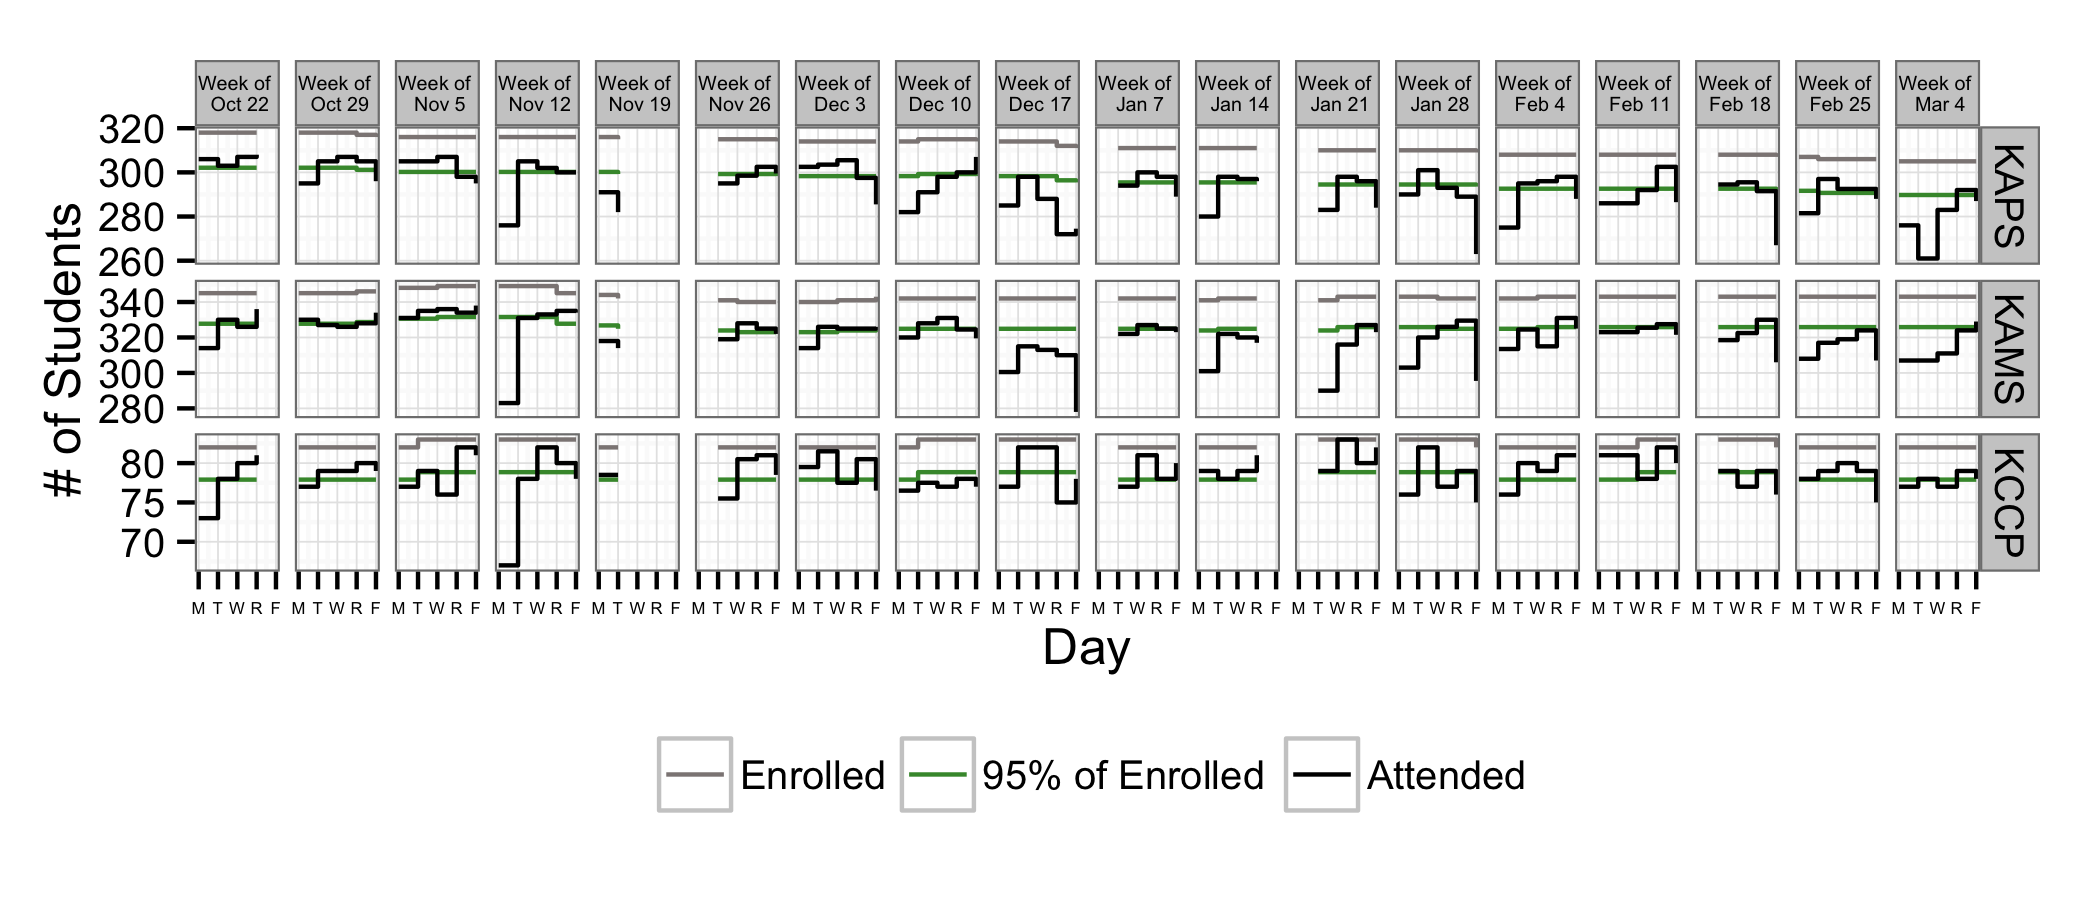 Week of Oct 22
Week of Oct 29
Week of Nov 5
Week of Nov 12
Week of Nov 19
Week of Nov 26
Week of Dec 3
Week of Dec 10
Week of Dec 17
Week of Jan 7
Week of Jan 14
Week of Jan 21
Week of Jan 28
Week of Feb 4
Week of Feb 11
Week of Feb 18
Week of Feb 25
Week of Mar 4
# of Students
320
300
280
260
KAPS
340
320
300
280
KAMS
80
75
70
KCCP
M T W R F M T W R F M T W R F M T W R F M T W R F M T W R F M T W R F M T W R F M T W R F M T W R F M T W R F M T W R F M T W R F M T W R F M T W R F M T W R F M T W R F M T W R F
Day
Enrolled 95% of Enrolled Attended